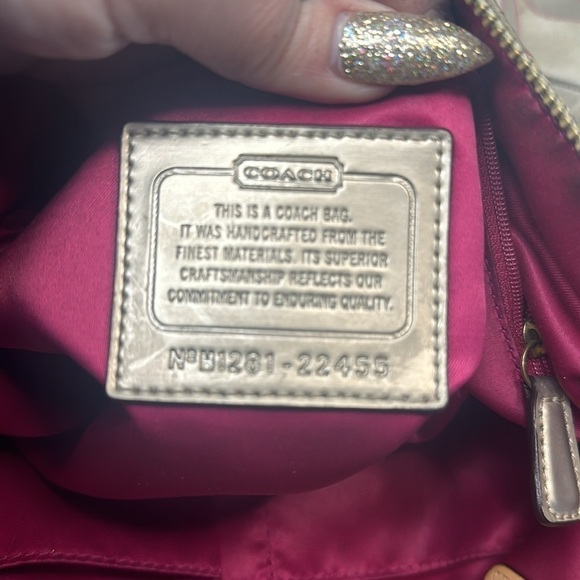 COACH
THIS IS A COACH BAG.
IT WAS HANDCRAFTED FROM THE
FINEST MATERIALS. ITS SUPERIOR
CRAFTSMANSHIP REFLECTS OUR
COMMITMENT TO ENDURING QUALITY.
Nº M1281-22455